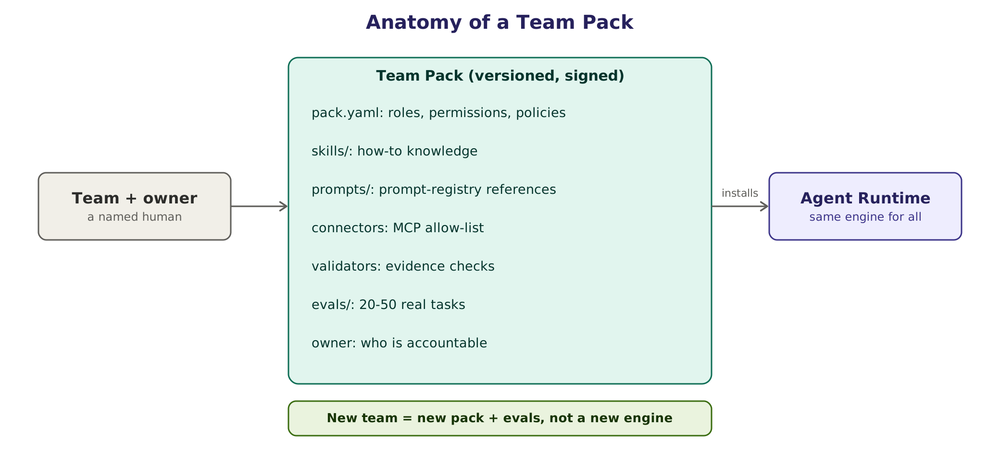 Anatomy of a Team Pack
Team Pack (versioned, signed)
pack.yaml: roles, permissions, policies
skills/: how-to knowledge
prompts/: prompt-registry references
connectors: MCP allow-list
validators: evidence checks
evals/: 20-50 real tasks
owner: who is accountable
Team + owner
a named human
installs
Agent Runtime
same engine for all
New team = new pack + evals, not a new engine